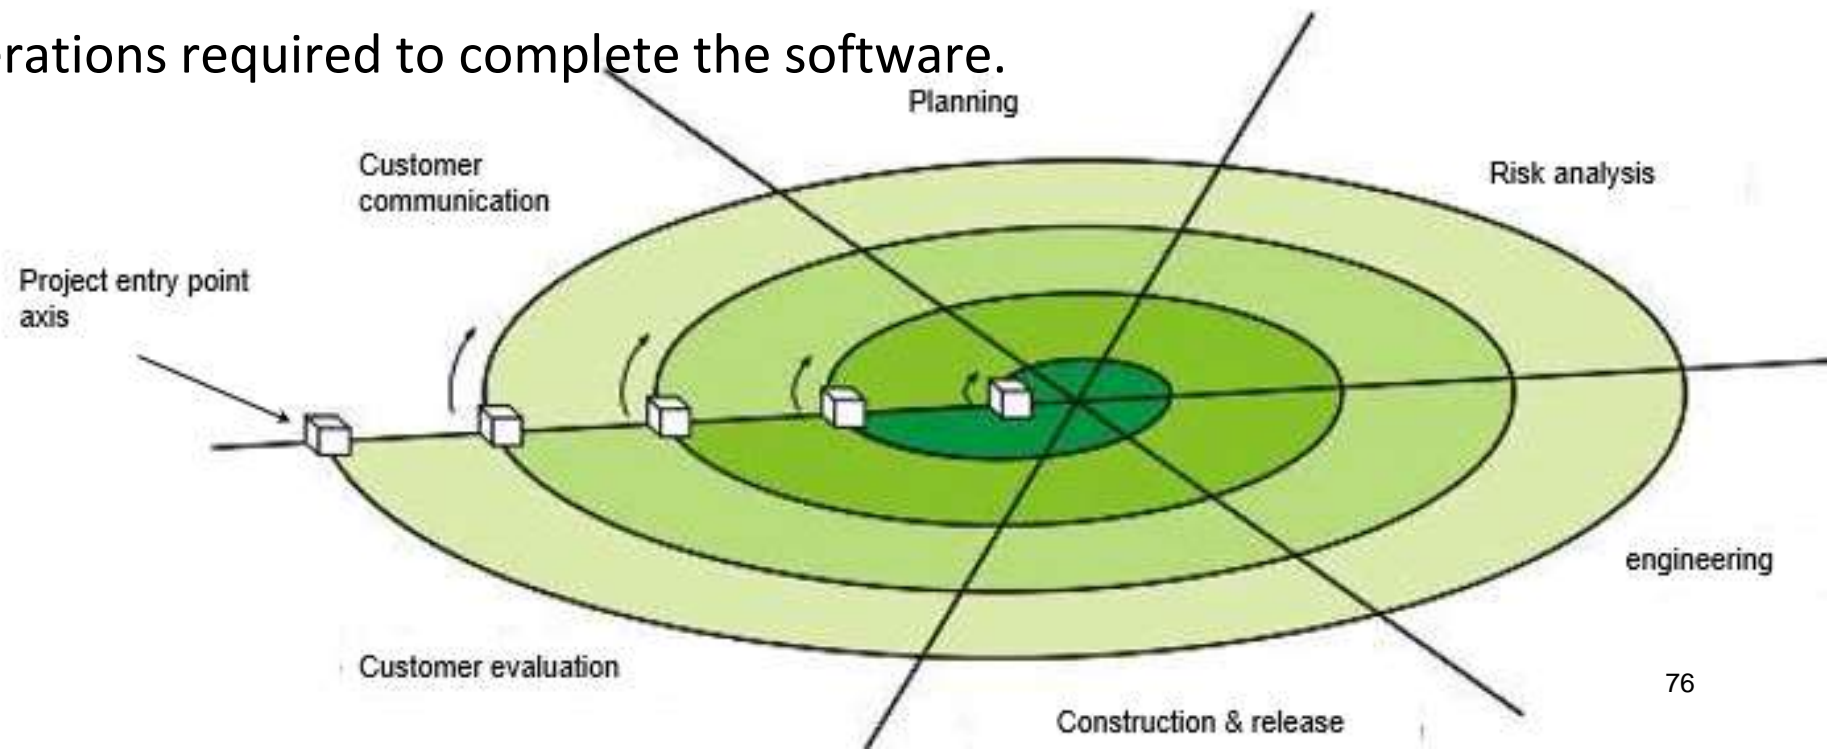 erations required to complete the software.
Planning
Customer
communication
Risk analysis
Project entry point
axis
engineering
Customer evaluation
76
Construction & release